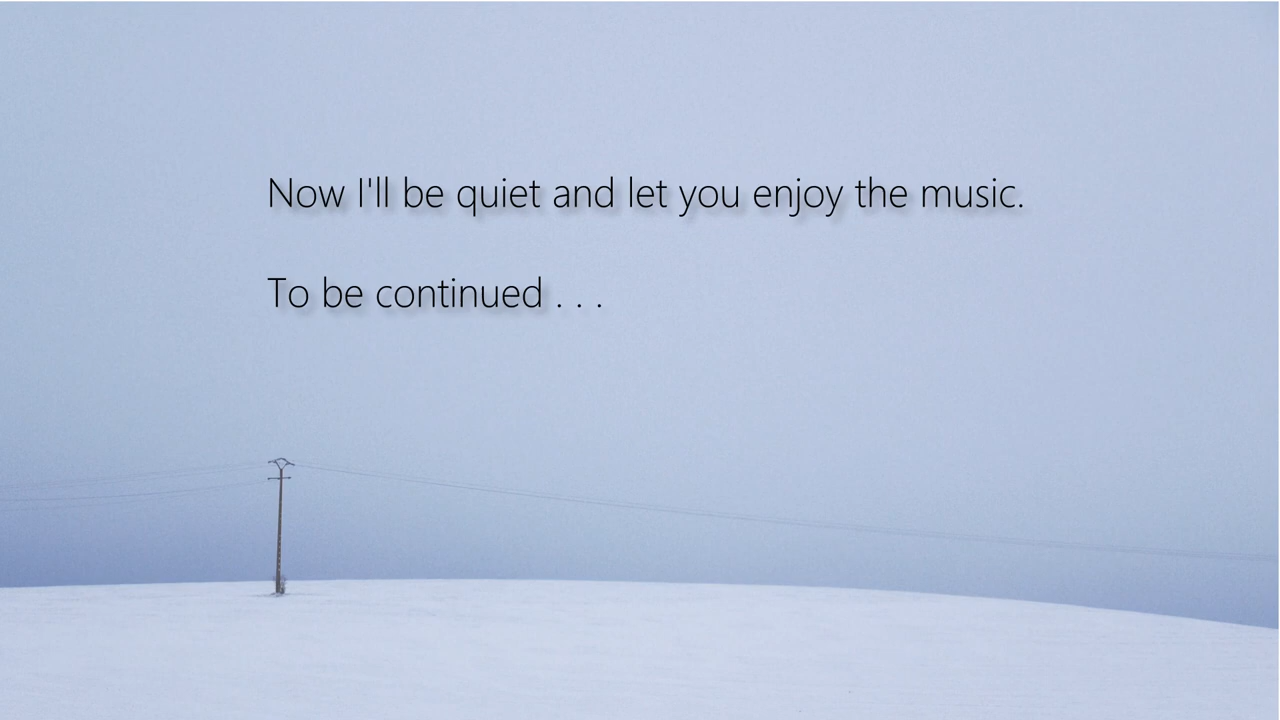 Now I'll be quiet and let you enjoy the music.
To be continued . . .